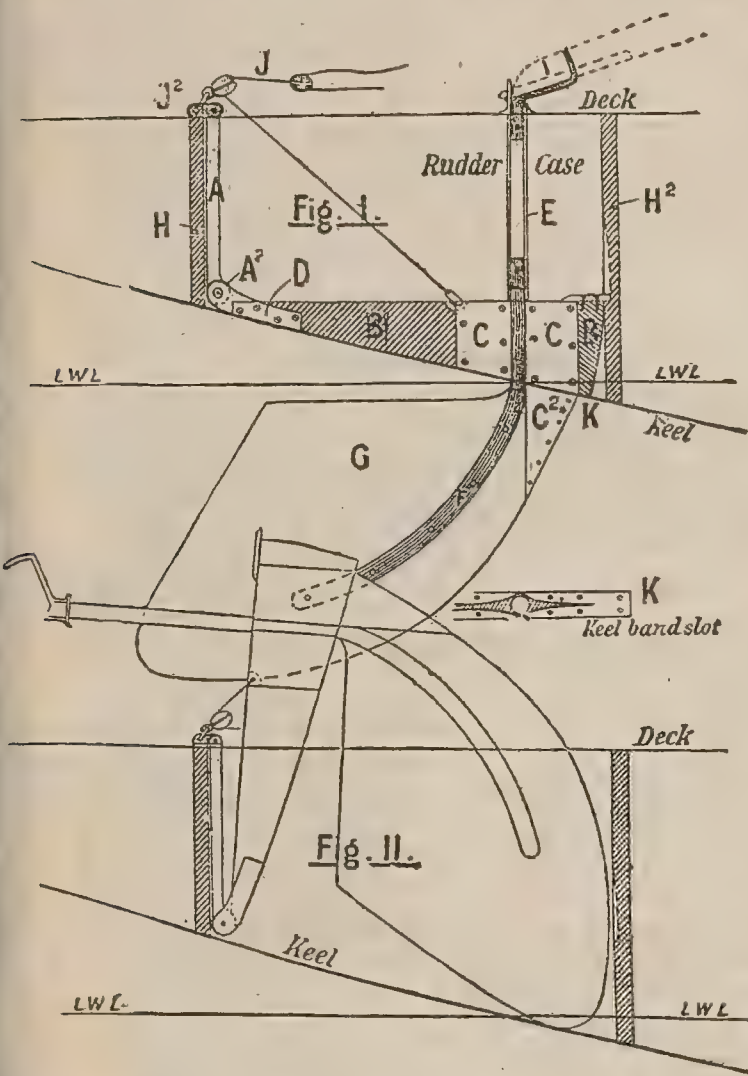 J
J²
I
Deck
Rudder Case
A
H
Fig. I.
E
H²
A²
D
B
C C
LWL LWL
C²
K
Keel
G
F
K
Keel band slot
Deck
Fig. II.
Keel
LWL LWL